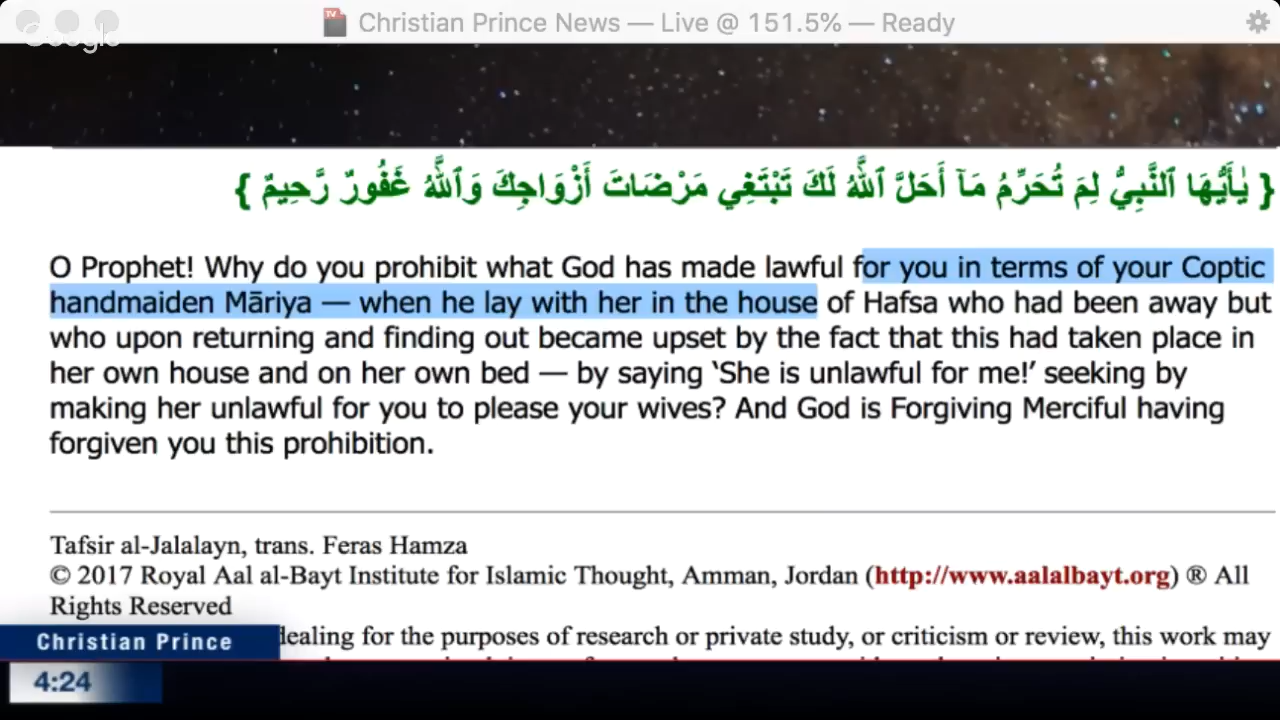 Christian Prince News — Live @ 151.5% — Ready
Google
{ يٰأَيُّهَا ٱلنَّبِيُّ لِمَ تُحَرِّمُ مَآ أَحَلَّ ٱللَّهُ لَكَ تَبْتَغِي مَرْضَاتَ أَزْوَاجِكَ وَٱللَّهُ غَفُورٌ رَّحِيمٌ }
O Prophet! Why do you prohibit what God has made lawful for you in terms of your Coptic
handmaiden Māriya — when he lay with her in the house of Hafsa who had been away but
who upon returning and finding out became upset by the fact that this had taken place in
her own house and on her own bed — by saying ‘She is unlawful for me!’ seeking by
making her unlawful for you to please your wives? And God is Forgiving Merciful having
forgiven you this prohibition.
Tafsir al-Jalalayn, trans. Feras Hamza
© 2017 Royal Aal al-Bayt Institute for Islamic Thought, Amman, Jordan (http://www.aalalbayt.org) ® All
Rights Reserved
dealing for the purposes of research or private study, or criticism or review, this work may
Christian Prince
4:24